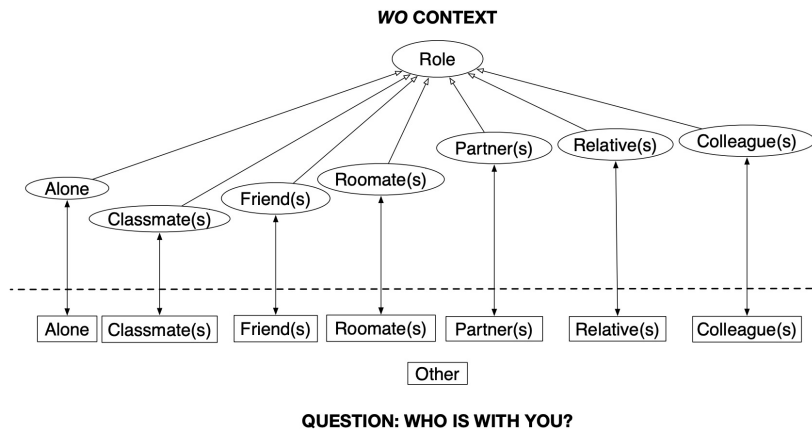 WO CONTEXT
Role
Alone
Classmate(s)
Friend(s)
Roomate(s)
Partner(s)
Relative(s)
Colleague(s)
Alone
Classmate(s)
Friend(s)
Roomate(s)
Partner(s)
Relative(s)
Colleague(s)
Other
QUESTION: WHO IS WITH YOU?